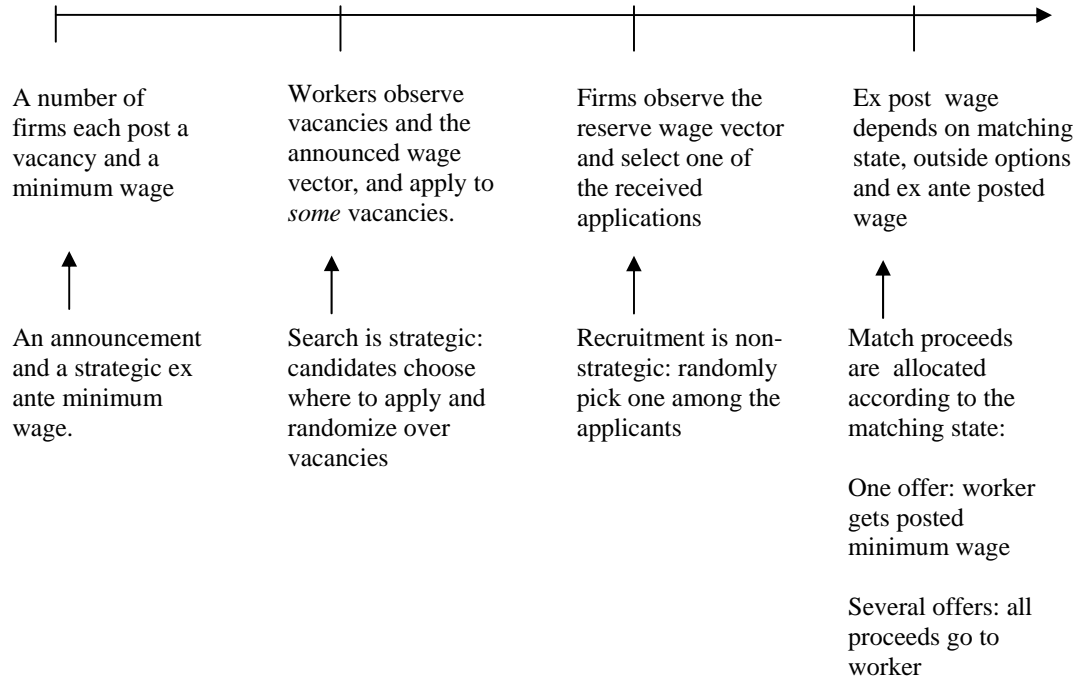 A number of
firms each post a
vacancy and a
minimum wage
Workers observe
vacancies and the
announced wage
vector, and apply to
some vacancies.
Firms observe the
reserve wage vector
and select one of
the received
applications
Ex post wage
depends on matching
state, outside options
and ex ante posted
wage
An announcement
and a strategic ex
ante minimum
wage.
Search is strategic:
candidates choose
where to apply and
randomize over
vacancies
Recruitment is non-
strategic: randomly
pick one among the
applicants
Match proceeds
are allocated
according to the
matching state:
One offer: worker
gets posted
minimum wage
Several offers: all
proceeds go to
worker